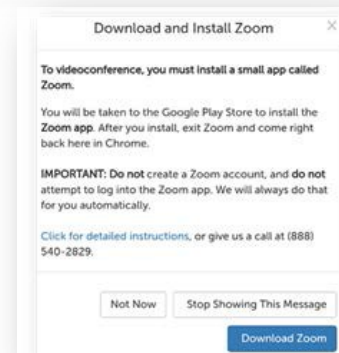 Download and Install Zoom
To videoconference, you must install a small app called
Zoom.
You will be taken to the Google Play Store to install the
Zoom app. After you install, exit Zoom and come right
back here in Chrome.
IMPORTANT: Do not create a Zoom account, and do not
attempt to log into the Zoom app. We will always do that
for you automatically.
Click for detailed instructions, or give us a call at (888)
540-2829.
Not Now Stop Showing This Message
Download Zoom